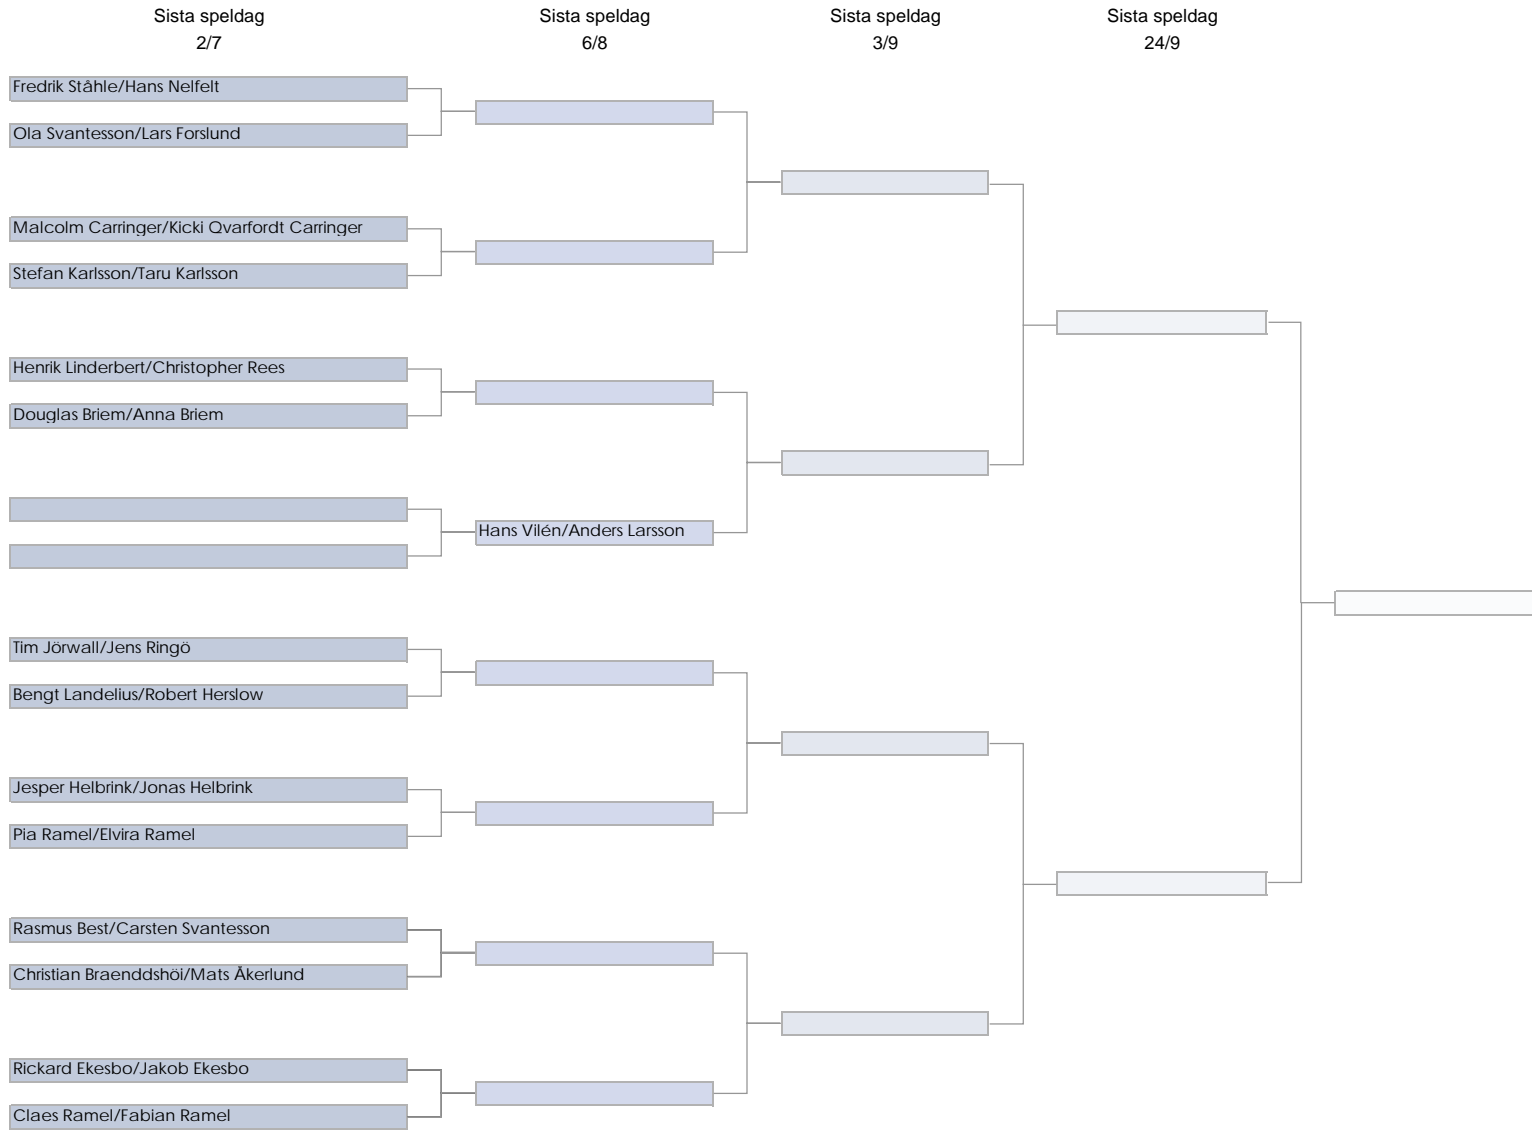 Sista speldag
2/7
Sista speldag
6/8
Sista speldag
3/9
Sista speldag
24/9
Fredrik Ståhle/Hans Nelfelt
Ola Svantesson/Lars Forslund
Malcolm Carringer/Kicki Qvarfordt Carringer
Stefan Karlsson/Taru Karlsson
Henrik Linderbert/Christopher Rees
Douglas Briem/Anna Briem
Hans Vilén/Anders Larsson
Tim Jörwall/Jens Ringö
Bengt Landelius/Robert Herslow
Jesper Helbrink/Jonas Helbrink
Pia Ramel/Elvira Ramel
Rasmus Best/Carsten Svantesson
Christian Braenddshöi/Mats Åkerlund
Rickard Ekesbo/Jakob Ekesbo
Claes Ramel/Fabian Ramel